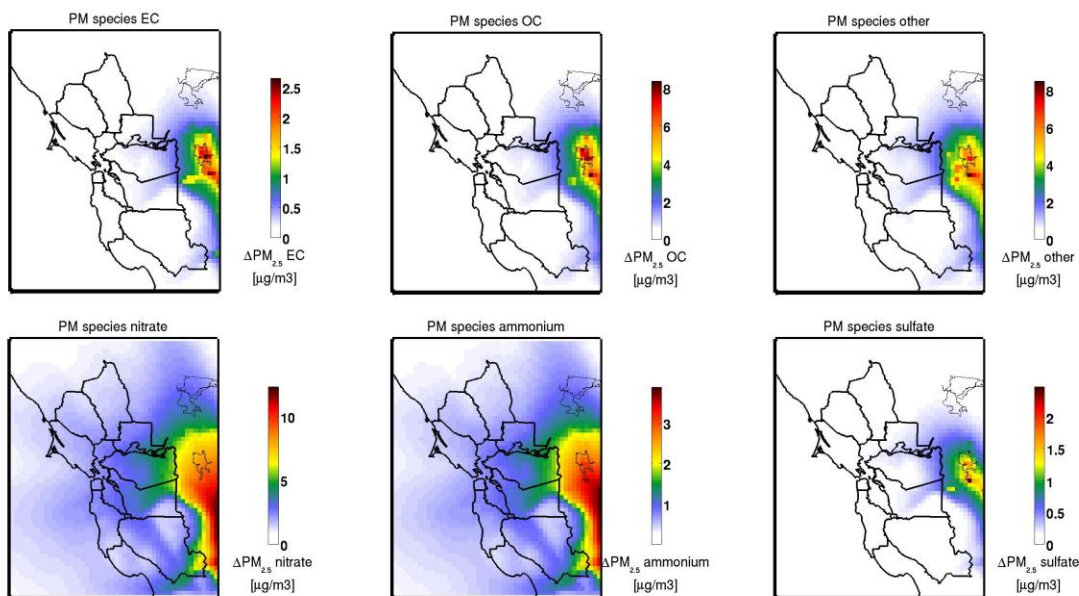 PM species EC
2.5
2
1.5
1
0.5
0
ΔPM2.5 EC
[μg/m3]
PM species OC
8
6
4
2
0
ΔPM2.5 OC
[μg/m3]
PM species other
8
6
4
2
0
ΔPM2.5 other
[μg/m3]
PM species nitrate
10
5
0
ΔPM2.5 nitrate
[μg/m3]
PM species ammonium
3
2
1
ΔPM2.5 ammonium
[μg/m3]
PM species sulfate
2
1.5
1
0.5
0
ΔPM2.5 sulfate
[μg/m3]